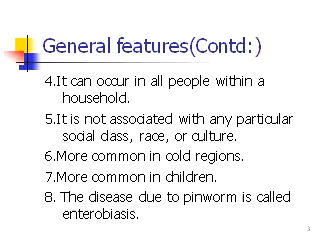 General features(Contd:)
4.It can occur in all people within a
household.
5.It is not associated with any particular
social class, race, or culture.
6.More common in cold regions.
7.More common in children.
8. The disease due to pinworm is called
enterobiasis.
3